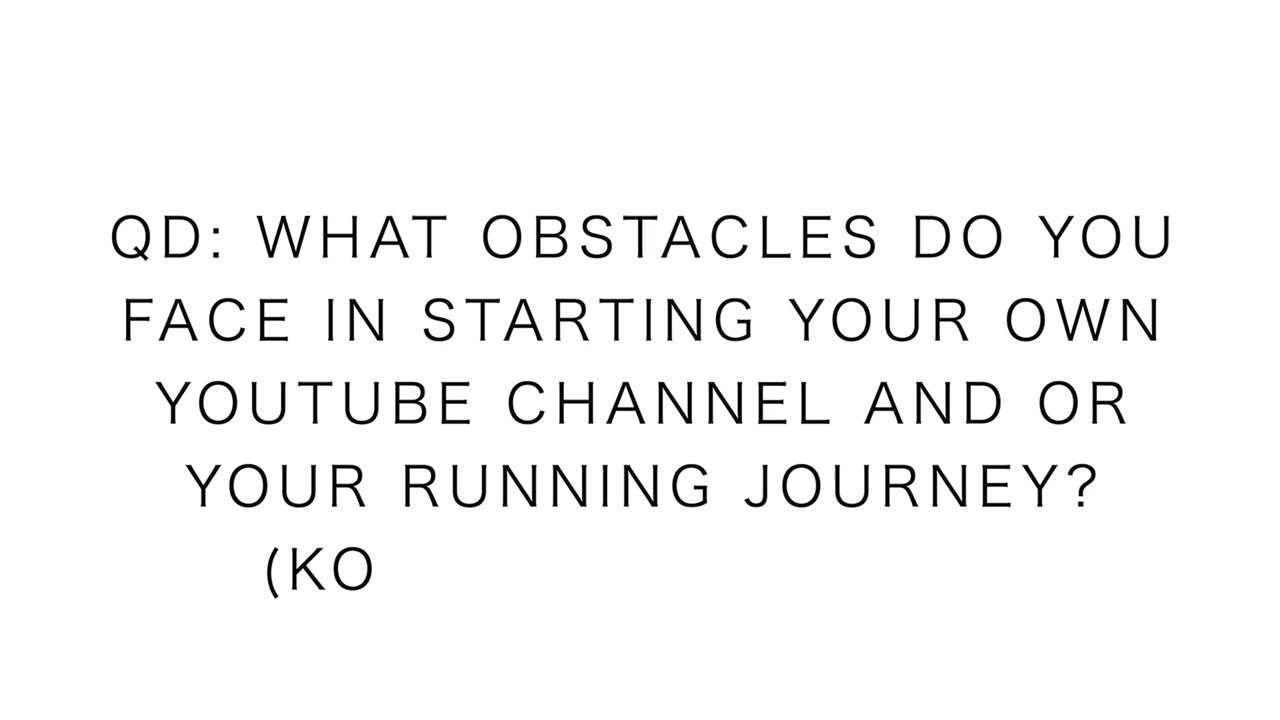 QD: WHAT OBSTACLES DO YOU
FACE IN STARTING YOUR OWN
YOUTUBE CHANNEL AND OR
YOUR RUNNING JOURNEY?
(KO